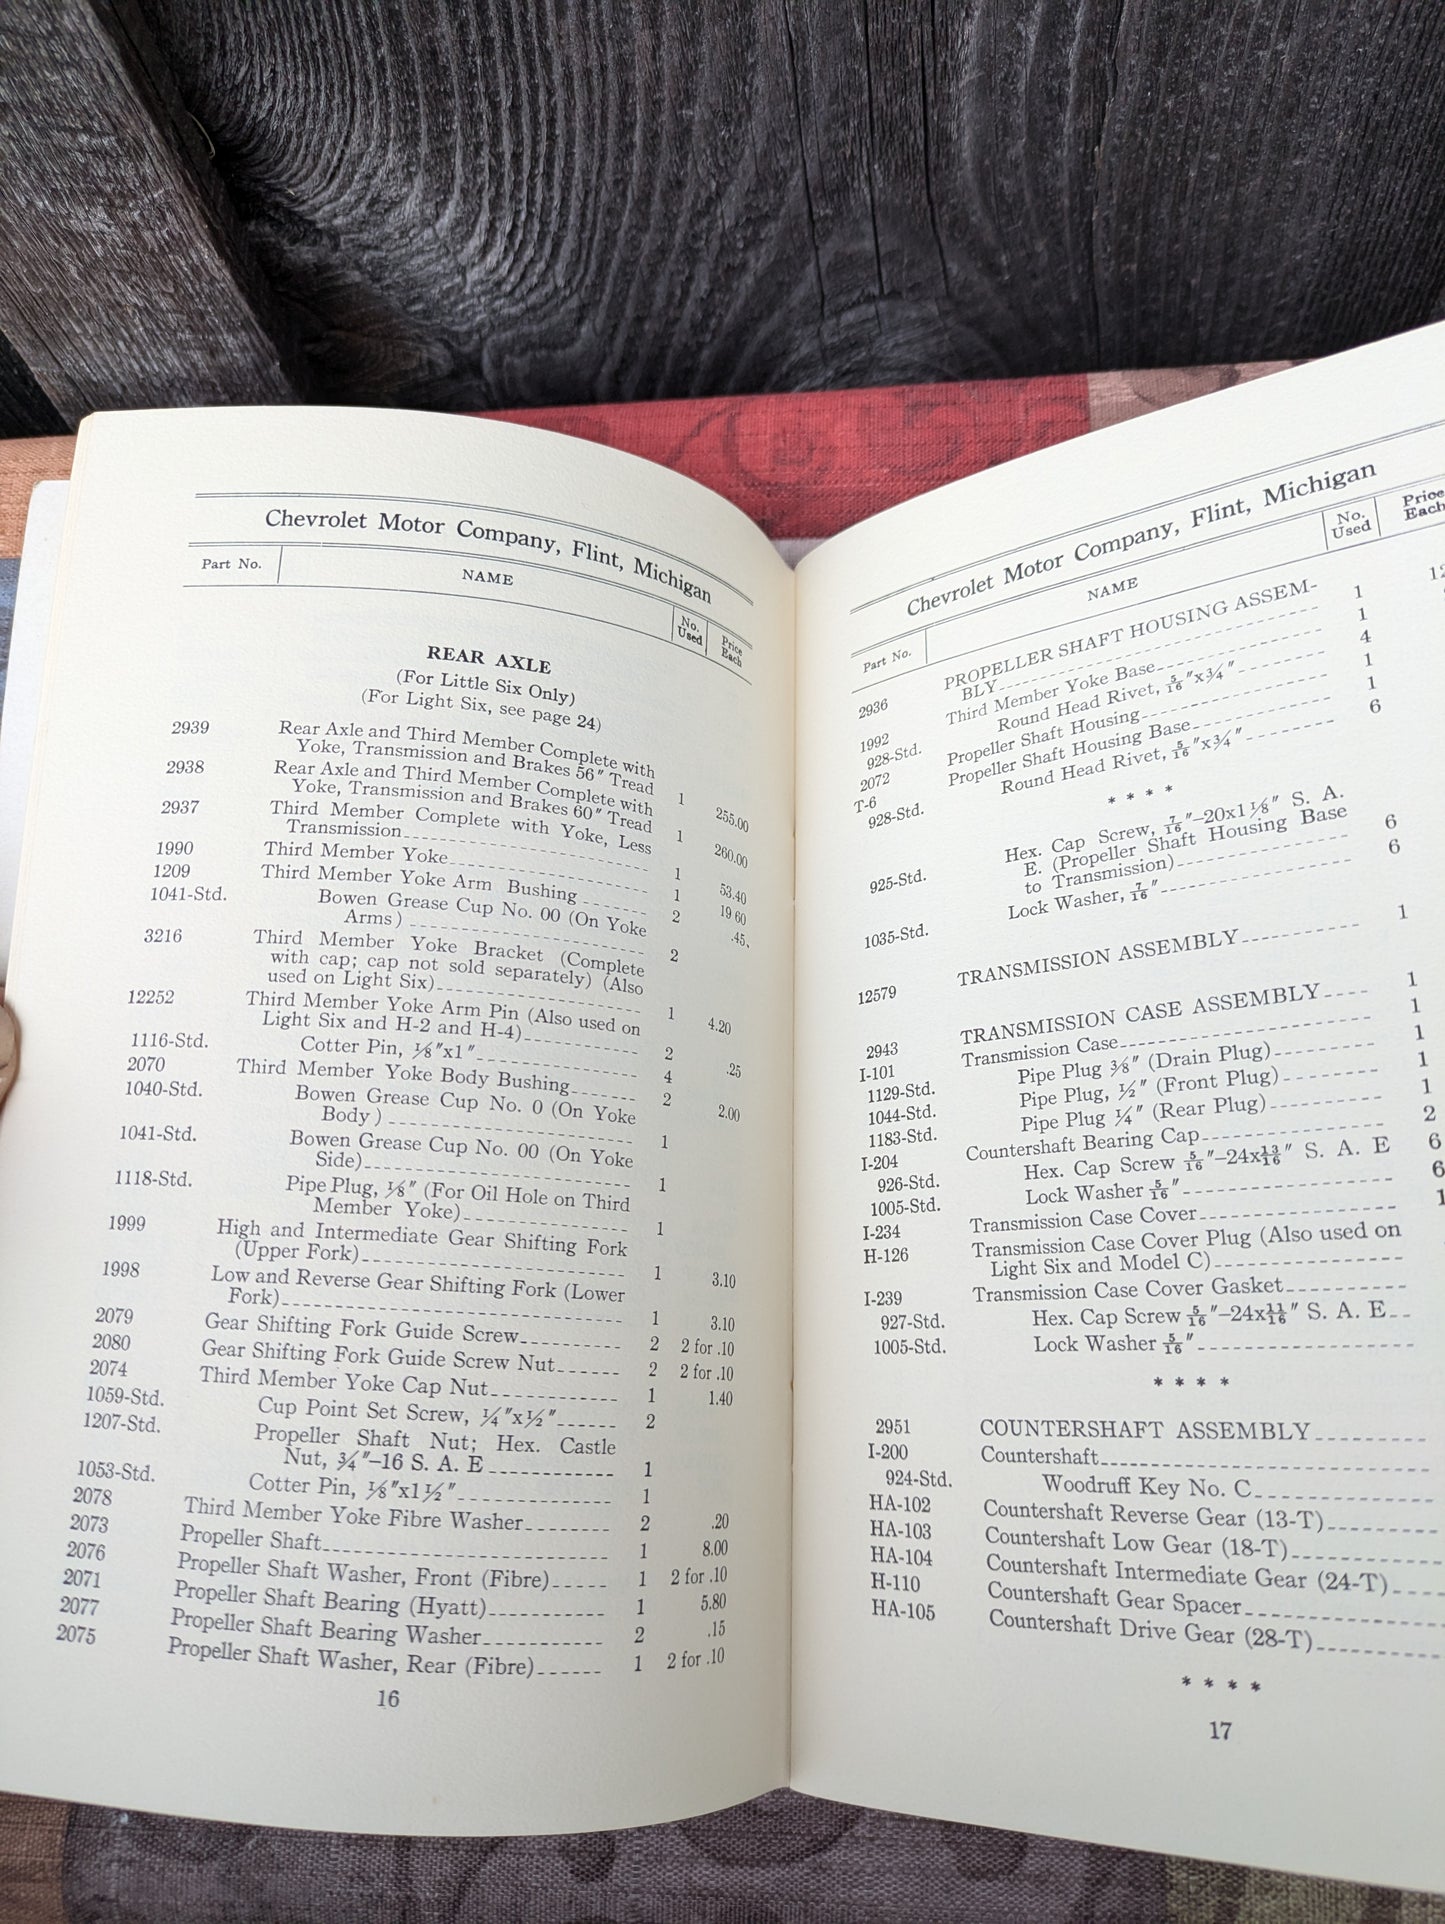 Chevrolet Motor Company, Flint, Michigan
Part No. NAME No. Used Price Each
REAR AXLE
(For Little Six Only)
(For Light Six, see page 24)
2939 Rear Axle and Third Member Complete with
Yoke, Transmission and Brakes 56″ Tread 1 255.00
2938 Rear Axle and Third Member Complete with
Yoke, Transmission and Brakes 60″ Tread 1 260.00
2937 Third Member Complete with Yoke, Less
Transmission 1 53.40
1990 Third Member Yoke 1 19 60
1209 Third Member Yoke Arm Bushing 2 .45
1041-Std. Bowen Grease Cup No. 00 (On Yoke
Arms) 2
3216 Third Member Yoke Bracket (Complete
with cap; cap not sold separately) (Also
used on Light Six) 1 4.20
12252 Third Member Yoke Arm Pin (Also used on
Light Six and H-2 and H-4) 2 .25
1116-Std. Cotter Pin, ⅛″x1″ 4
2070 Third Member Yoke Body Bushing 2 2.00
1040-Std. Bowen Grease Cup No. 0 (On Yoke
Body) 1
1041-Std. Bowen Grease Cup No. 00 (On Yoke
Side) 1
1118-Std. Pipe Plug, ⅛″ (For Oil Hole on Third
Member Yoke) 1
1999 High and Intermediate Gear Shifting Fork
(Upper Fork) 1 3.10
1998 Low and Reverse Gear Shifting Fork (Lower
Fork) 1 3.10
2079 Gear Shifting Fork Guide Screw 2 2 for .10
2080 Gear Shifting Fork Guide Screw Nut 2 2 for .10
2074 Third Member Yoke Cap Nut 1 1.40
1059-Std. Cup Point Set Screw, ¼″x½″ 2
1207-Std. Propeller Shaft Nut; Hex. Castle
Nut, ¾″–16 S. A. E 1
1053-Std. Cotter Pin, ⅛″x1½″ 1
2078 Third Member Yoke Fibre Washer 2 .20
2073 Propeller Shaft 1 8.00
2076 Propeller Shaft Washer, Front (Fibre) 1 2 for .10
2071 Propeller Shaft Bearing (Hyatt) 1 5.80
2077 Propeller Shaft Bearing Washer 2 .15
2075 Propeller Shaft Washer, Rear (Fibre) 1 2 for .10
16
Chevrolet Motor Company, Flint, Michigan
Part No. NAME No. Used Price Each
2936 PROPELLER SHAFT HOUSING ASSEM-
BLY 1
1992 Third Member Yoke Base 1
928-Std. Round Head Rivet, 5/16″x¾″ 4
2072 Propeller Shaft Housing 1
T-6 Propeller Shaft Housing Base 1
928-Std. Round Head Rivet, 5/16″x¾″ 6
* * * *
925-Std. Hex. Cap Screw, 7/16″–20x1⅛″ S. A.
E. (Propeller Shaft Housing Base
to Transmission) 6
1035-Std. Lock Washer, 7/16″ 6
12579 TRANSMISSION ASSEMBLY 1
2943 TRANSMISSION CASE ASSEMBLY 1
I-101 Transmission Case 1
1129-Std. Pipe Plug ⅜″ (Drain Plug) 1
1044-Std. Pipe Plug, ½″ (Front Plug) 1
1183-Std. Pipe Plug ¼″ (Rear Plug) 1
I-204 Countershaft Bearing Cap 2
926-Std. Hex. Cap Screw 5/16″–24x13/16″ S. A. E 6
1005-Std. Lock Washer 5/16″ 6
I-234 Transmission Case Cover 1
H-126 Transmission Case Cover Plug (Also used on
Light Six and Model C)
I-239 Transmission Case Cover Gasket
927-Std. Hex. Cap Screw 5/16″–24x11/16″ S. A. E
1005-Std. Lock Washer 5/16″
* * * *
2951 COUNTERSHAFT ASSEMBLY
I-200 Countershaft
924-Std. Woodruff Key No. C
HA-102 Countershaft Reverse Gear (13-T)
HA-103 Countershaft Low Gear (18-T)
HA-104 Countershaft Intermediate Gear (24-T)
H-110 Countershaft Gear Spacer
HA-105 Countershaft Drive Gear (28-T)
* * * *
17